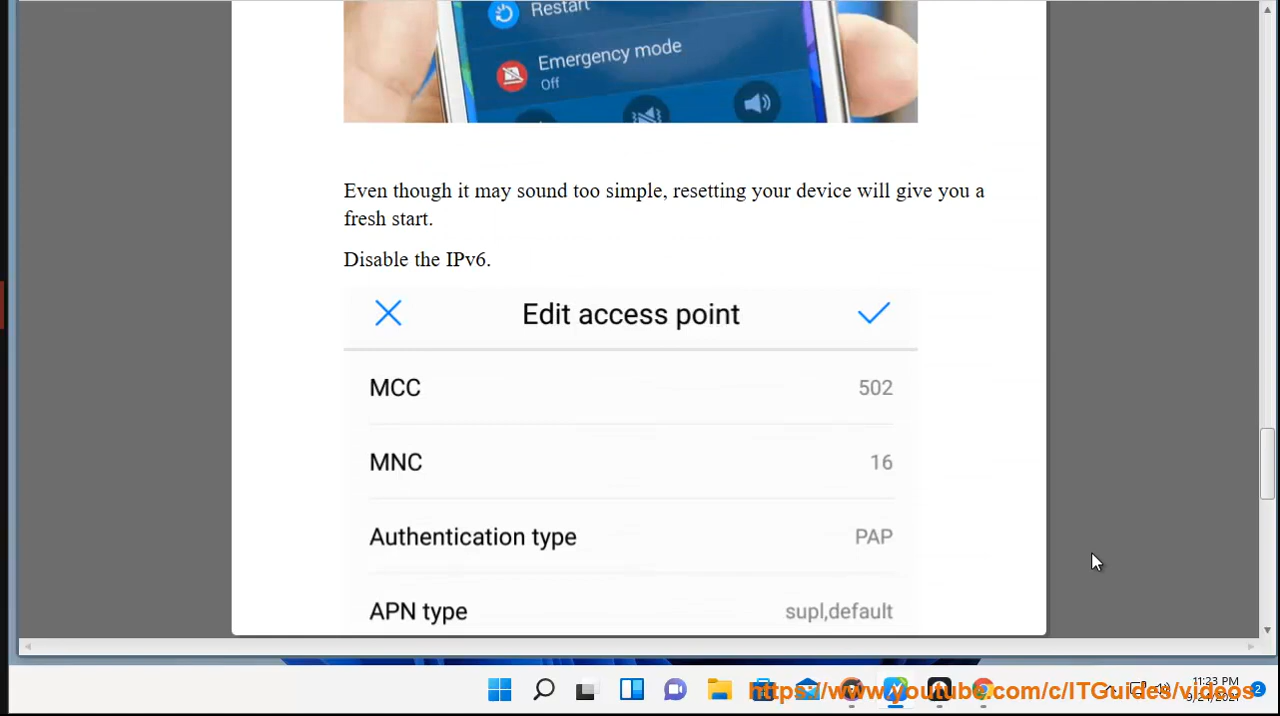 Restart
Emergency mode
Off
Even though it may sound too simple, resetting your device will give you a
fresh start.
Disable the IPv6.
Edit access point
MCC 502
MNC 16
Authentication type PAP
APN type supl,default
11:23 PM
https://www.youtube.com/c/ITGuides/videos
2